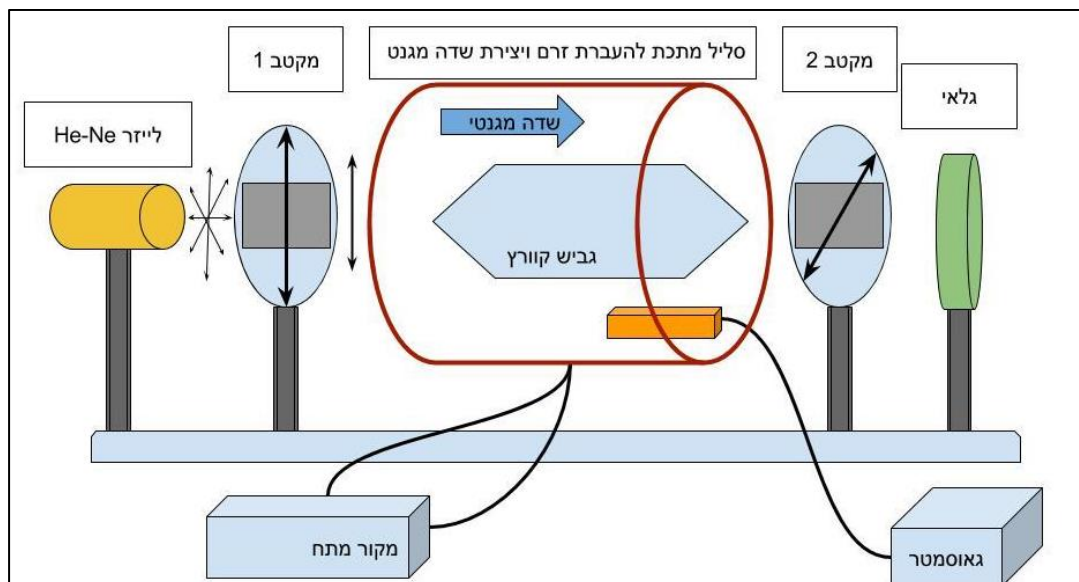 סליל מתכת להעברת זרם ויצירת שדה מגנט
מקטב 1
מקטב 2
גלאי
לייזר He-Ne
שדה מגנטי
גביש קוורץ
מקור מתח
גאוסמטר